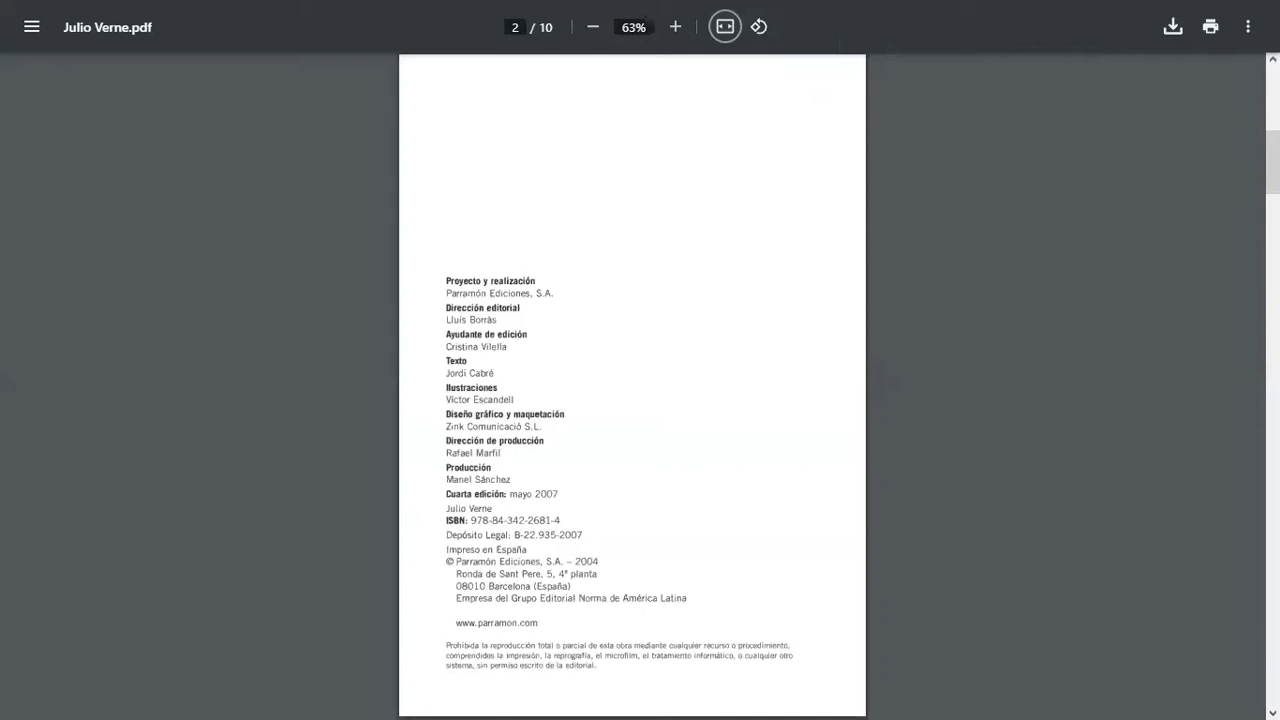 Julio Verne.pdf
2 / 10
63%
Proyecto y realización
Parramón Ediciones, S.A.
Dirección editorial
Lluís Borràs
Ayudante de edición
Cristina Vilella
Texto
Jordi Cabré
Ilustraciones
Víctor Escandell
Diseño gráfico y maquetación
Zink Comunicació S.L.
Dirección de producción
Rafael Marfil
Producción
Manel Sánchez
Cuarta edición: mayo 2007
Julio Verne
ISBN: 978-84-342-2681-4
Depósito Legal: B-22.935-2007
Impreso en España
© Parramón Ediciones, S.A. – 2004
Ronda de Sant Pere, 5, 4ª planta
08010 Barcelona (España)
Empresa del Grupo Editorial Norma de América Latina
www.parramon.com
Prohibida la reproducción total o parcial de esta obra mediante cualquier recurso o procedimiento,
comprendidos la impresión, la reprografía, el microfilm, el tratamiento informático, o cualquier otro
sistema, sin permiso escrito de la editorial.